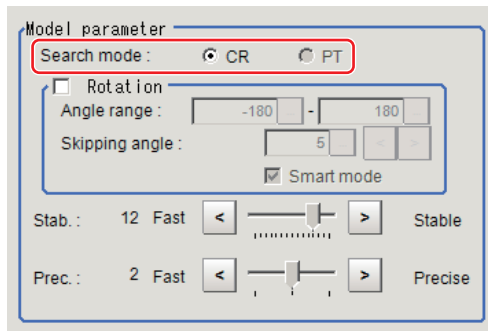 Model parameter
Search mode : CR PT
Rotation
Angle range : -180 ... - 180 ...
Skipping angle : 5 ... < >
Smart mode
Stab. : 12 Fast < > Stable
Prec. : 2 Fast < > Precise